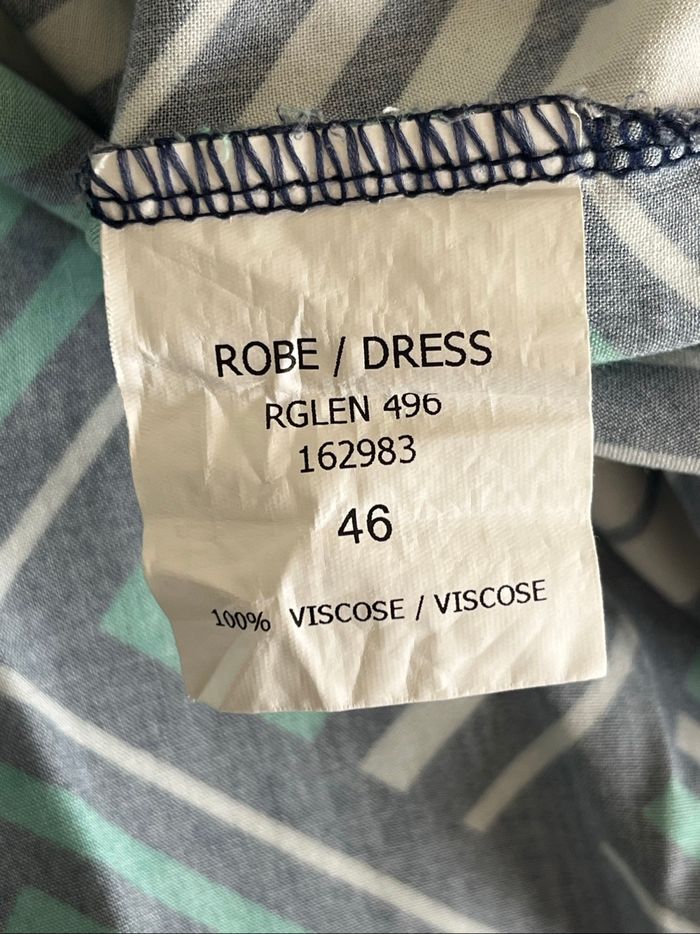 ROBE / DRESS
RGLEN 496
162983
46
100% VISCOSE / VISCOSE